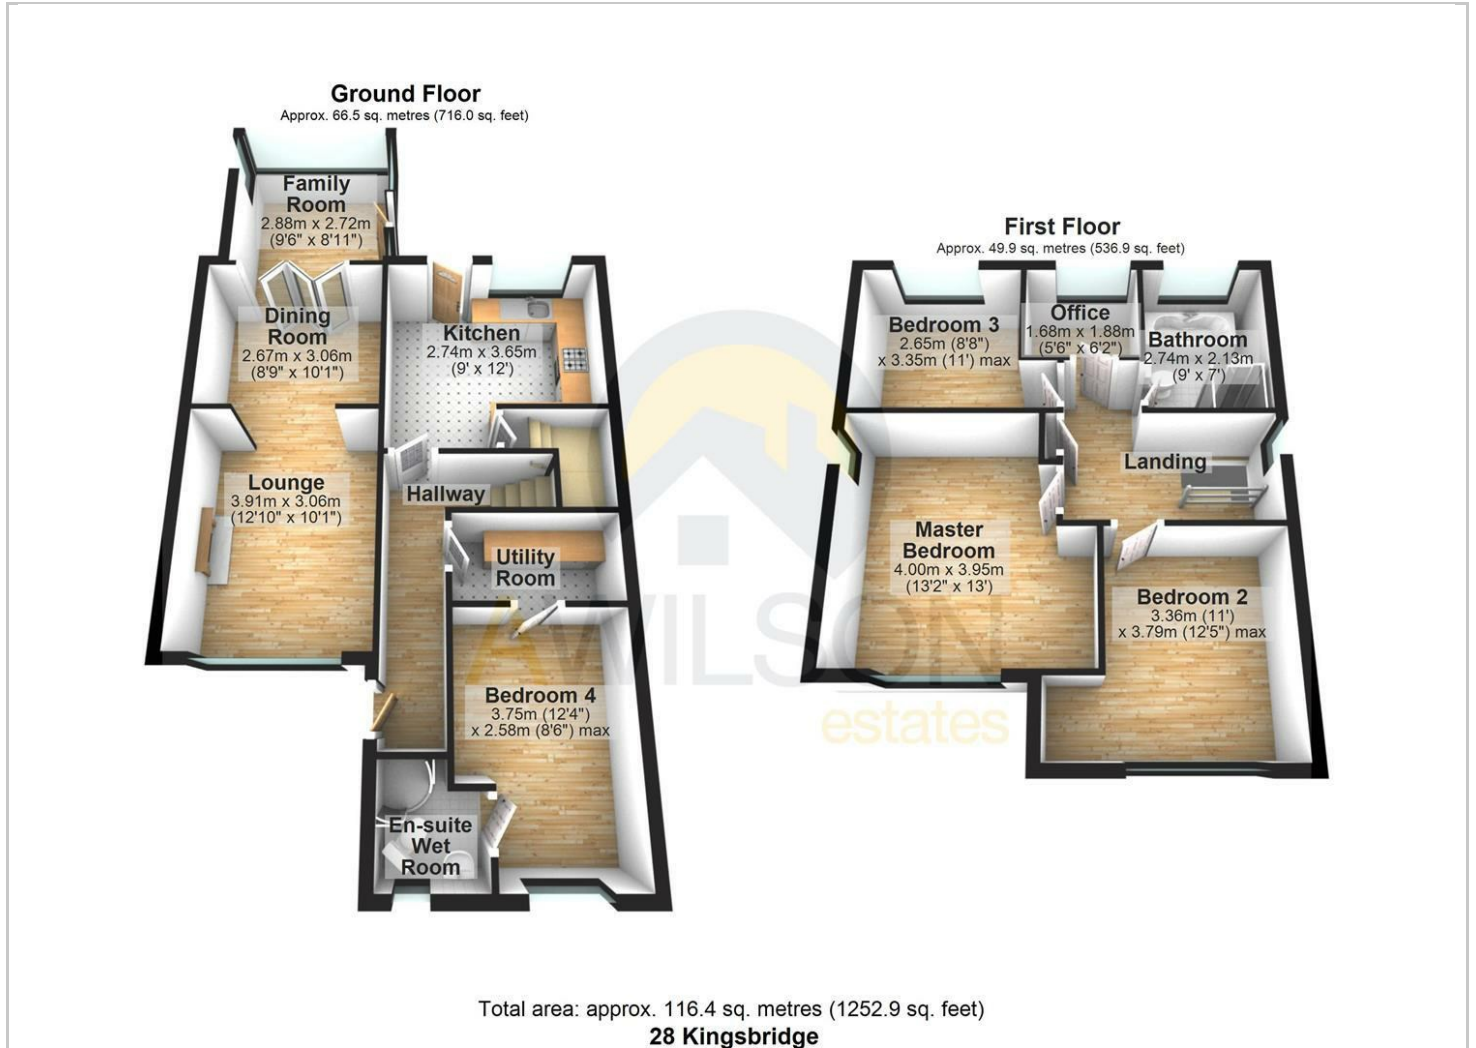 Ground Floor
Approx. 66.5 sq. metres (716.0 sq. feet)
Family
Room
2.88m x 2.72m
(9'6" x 8'11")
Dining
Room
2.67m x 3.06m
(8'9" x 10'1")
Kitchen
2.74m x 3.65m
(9' x 12')
Lounge
3.91m x 3.06m
(12'10" x 10'1")
Hallway
Utility
Room
Bedroom 4
3.75m (12'4")
x 2.58m (8'6") max
En-suite
Wet
Room
First Floor
Approx. 49.9 sq. metres (536.9 sq. feet)
Bedroom 3
2.65m (8'8")
x 3.35m (11') max
Office
1.68m x 1.88m
(5'6" x 6'2")
Bathroom
2.74m x 2.13m
(9' x 7')
Landing
Master
Bedroom
4.00m x 3.95m
(13'2" x 13')
Bedroom 2
3.36m (11')
x 3.79m (12'5") max
AWILSON
estates
Total area: approx. 116.4 sq. metres (1252.9 sq. feet)
28 Kingsbridge